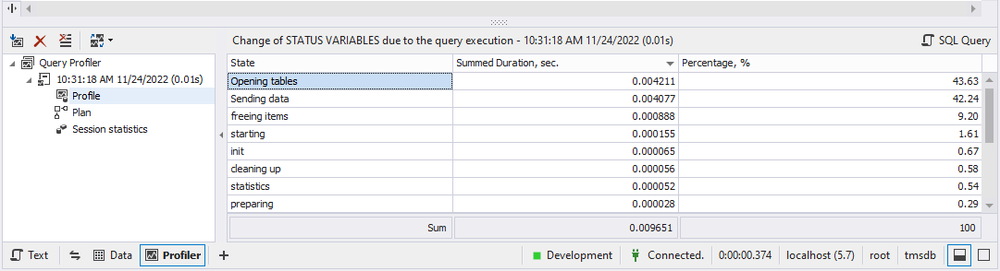 Change of STATUS VARIABLES due to the query execution - 10:31:18 AM 11/24/2022 (0.01s) SQL Query
Query Profiler
10:31:18 AM 11/24/2022 (0.01s)
Profile
Plan
Session statistics
State Summed Duration, sec. Percentage, %
Opening tables 0.004211 43.63
Sending data 0.004077 42.24
freeing items 0.000888 9.20
starting 0.000155 1.61
init 0.000065 0.67
cleaning up 0.000056 0.58
statistics 0.000052 0.54
preparing 0.000028 0.29
Sum 0.009651 100
Text Data Profiler Development Connected. 0:00:00.374 localhost (5.7) root tmsdb